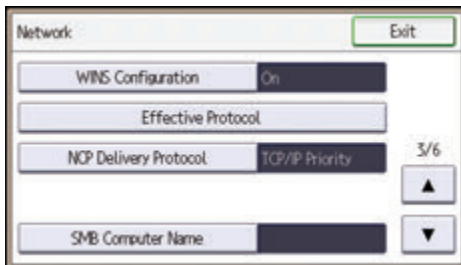 Network
Exit
WINS Configuration On
Effective Protocol
NCP Delivery Protocol TCP/IP Priority
3/6
▲
SMB Computer Name
▼